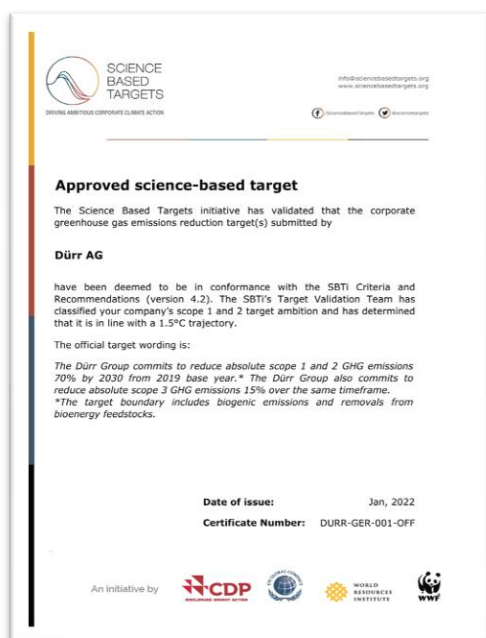 SCIENCE
BASED
TARGETS
DRIVING AMBITIOUS CORPORATE CLIMATE ACTION
info@sciencebasedtargets.org
www.sciencebasedtargets.org
/ScienceBasedTargets @sciencetargets
Approved science-based target
The Science Based Targets initiative has validated that the corporate
greenhouse gas emissions reduction target(s) submitted by
Dürr AG
have been deemed to be in conformance with the SBTi Criteria and
Recommendations (version 4.2). The SBTi's Target Validation Team has
classified your company's scope 1 and 2 target ambition and has determined
that it is in line with a 1.5°C trajectory.
The official target wording is:
The Dürr Group commits to reduce absolute scope 1 and 2 GHG emissions
70% by 2030 from 2019 base year.* The Dürr Group also commits to
reduce absolute scope 3 GHG emissions 15% over the same timeframe.
*The target boundary includes biogenic emissions and removals from
bioenergy feedstocks.
Date of issue: Jan, 2022
Certificate Number: DURR-GER-001-OFF
An initiative by
CDP
DISCLOSURE INSIGHT ACTION
WORLD
RESOURCES
INSTITUTE
WWF